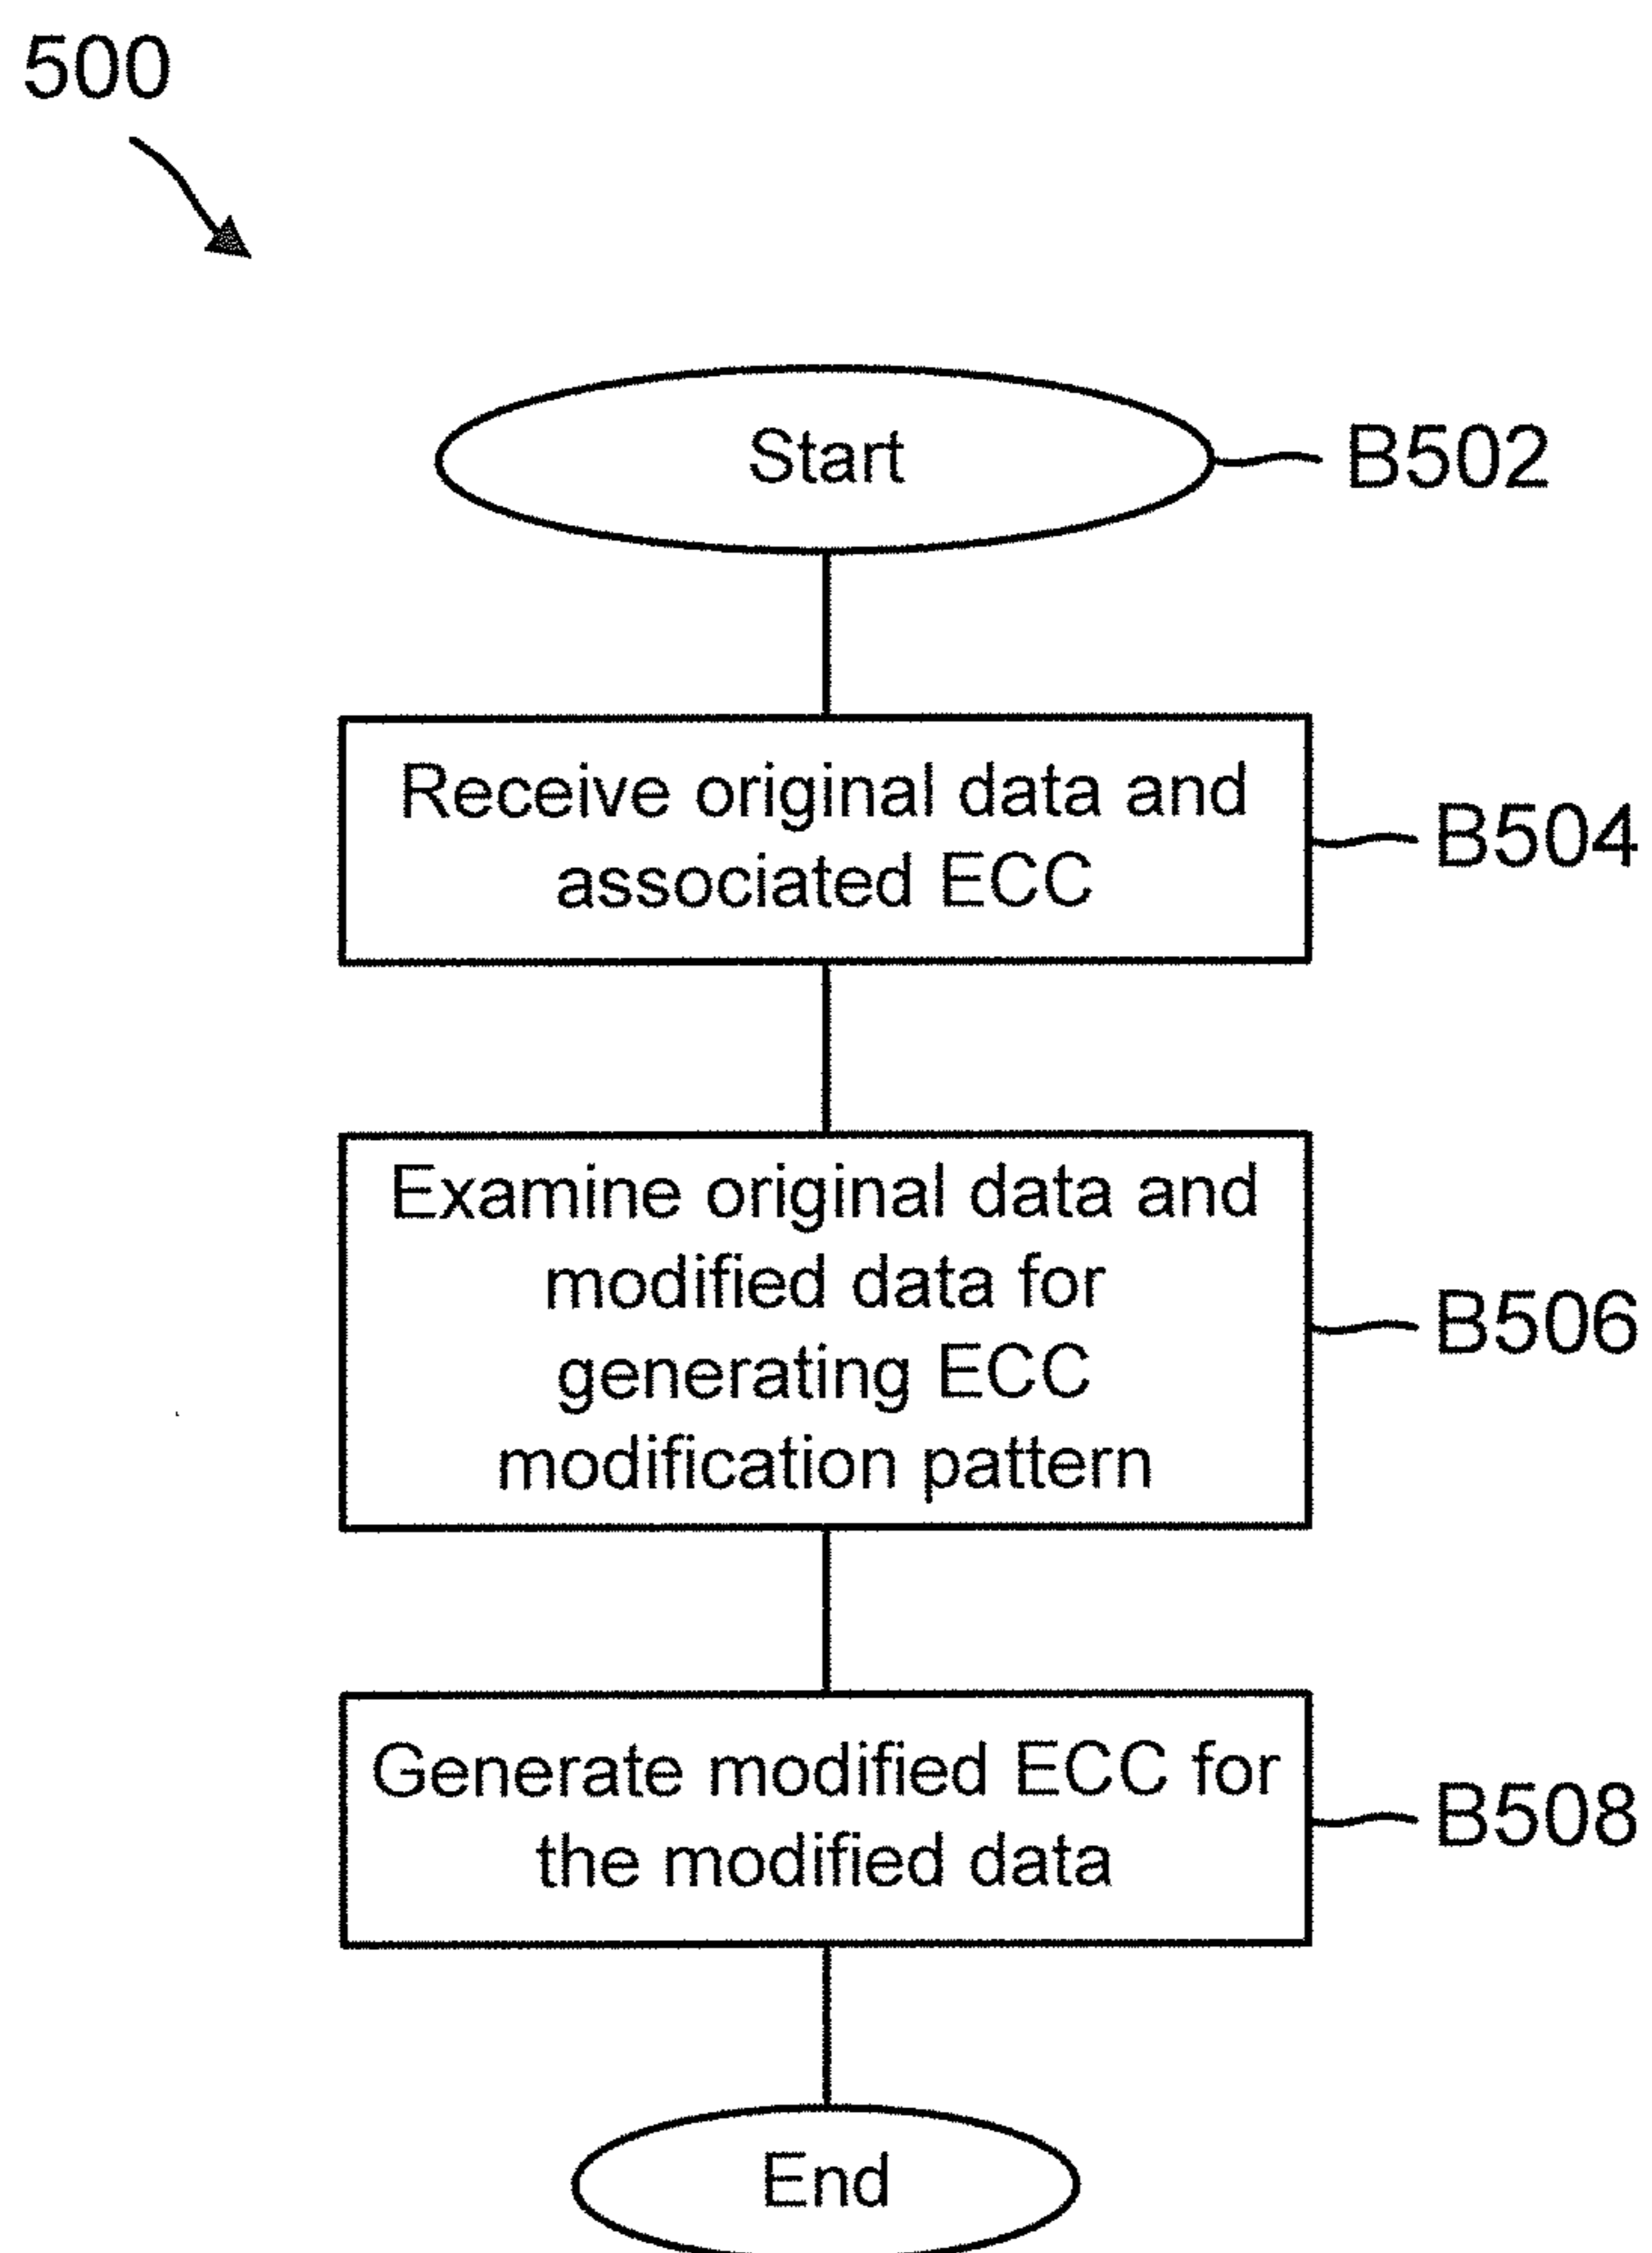 500
Start
B502
Receive original data and
associated ECC
B504
Examine original data and
modified data for
generating ECC
modification pattern
B506
Generate modified ECC for
the modified data
B508
End